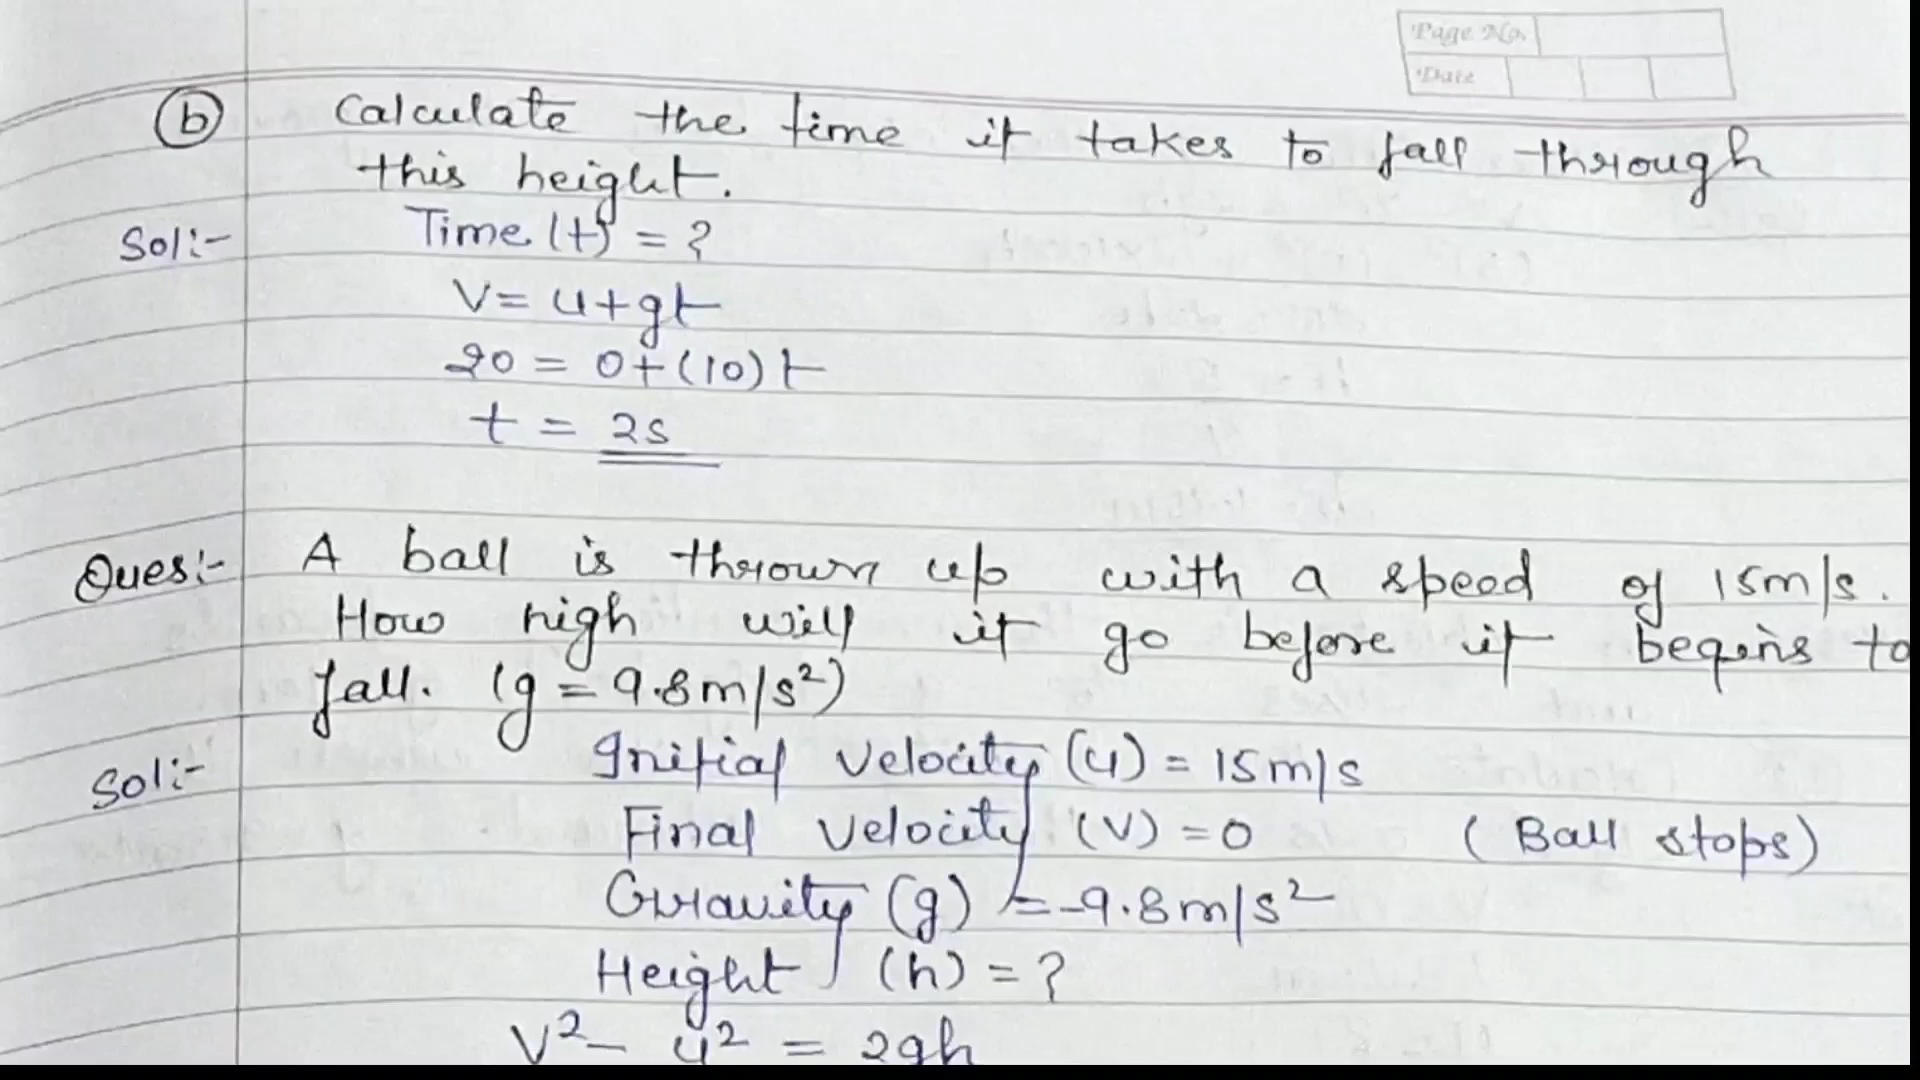 Page No.
Date
(b) Calculate the time it takes to fall through
this height.
Sol:- Time (t) = ?
V = u+gt
20 = 0+(10)t
t = 2s
Ques:- A ball is thrown up with a speed of 15m/s.
How high will it go before it begins to
fall. (g = 9.8m/s²)
Sol:- Initial velocity (u) = 15m/s
Final velocity (v) = 0 (Ball stops)
Gravity (g) = -9.8m/s²
Height (h) = ?
V² - u² = 2gh